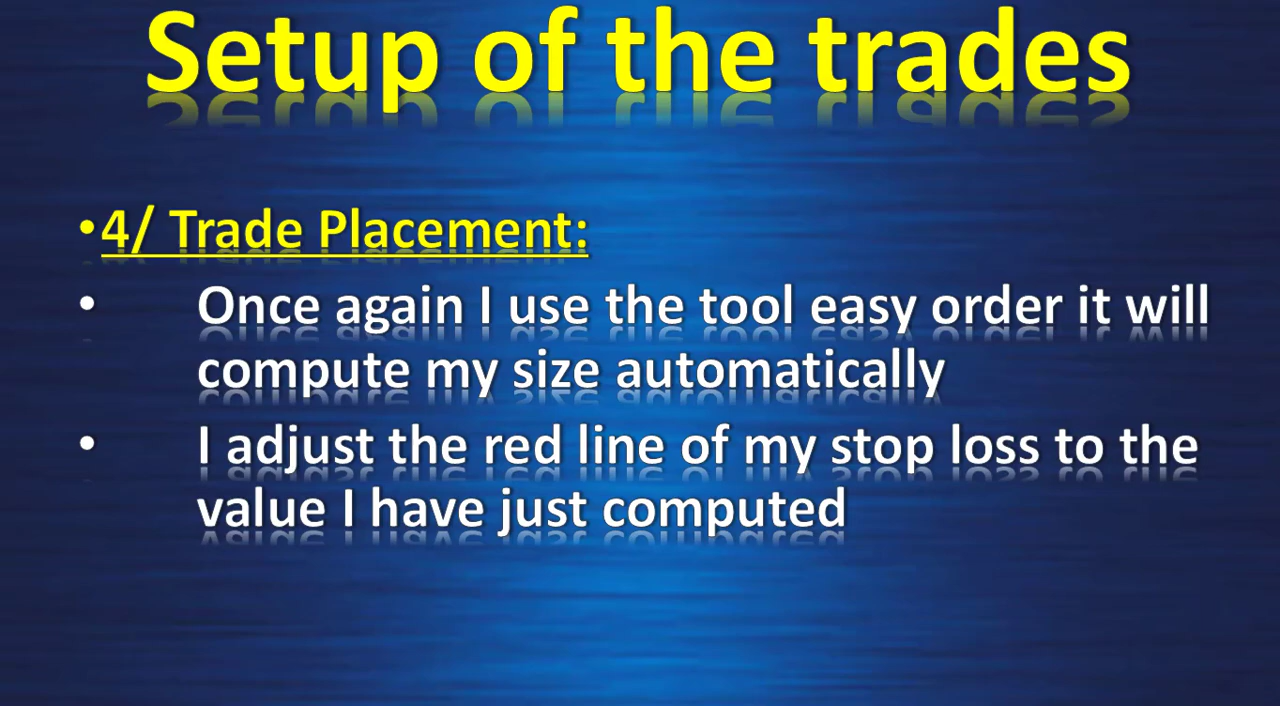 Setup of the trades
•4/ Trade Placement:
• Once again I use the tool easy order it will
compute my size automatically
• I adjust the red line of my stop loss to the
value I have just computed